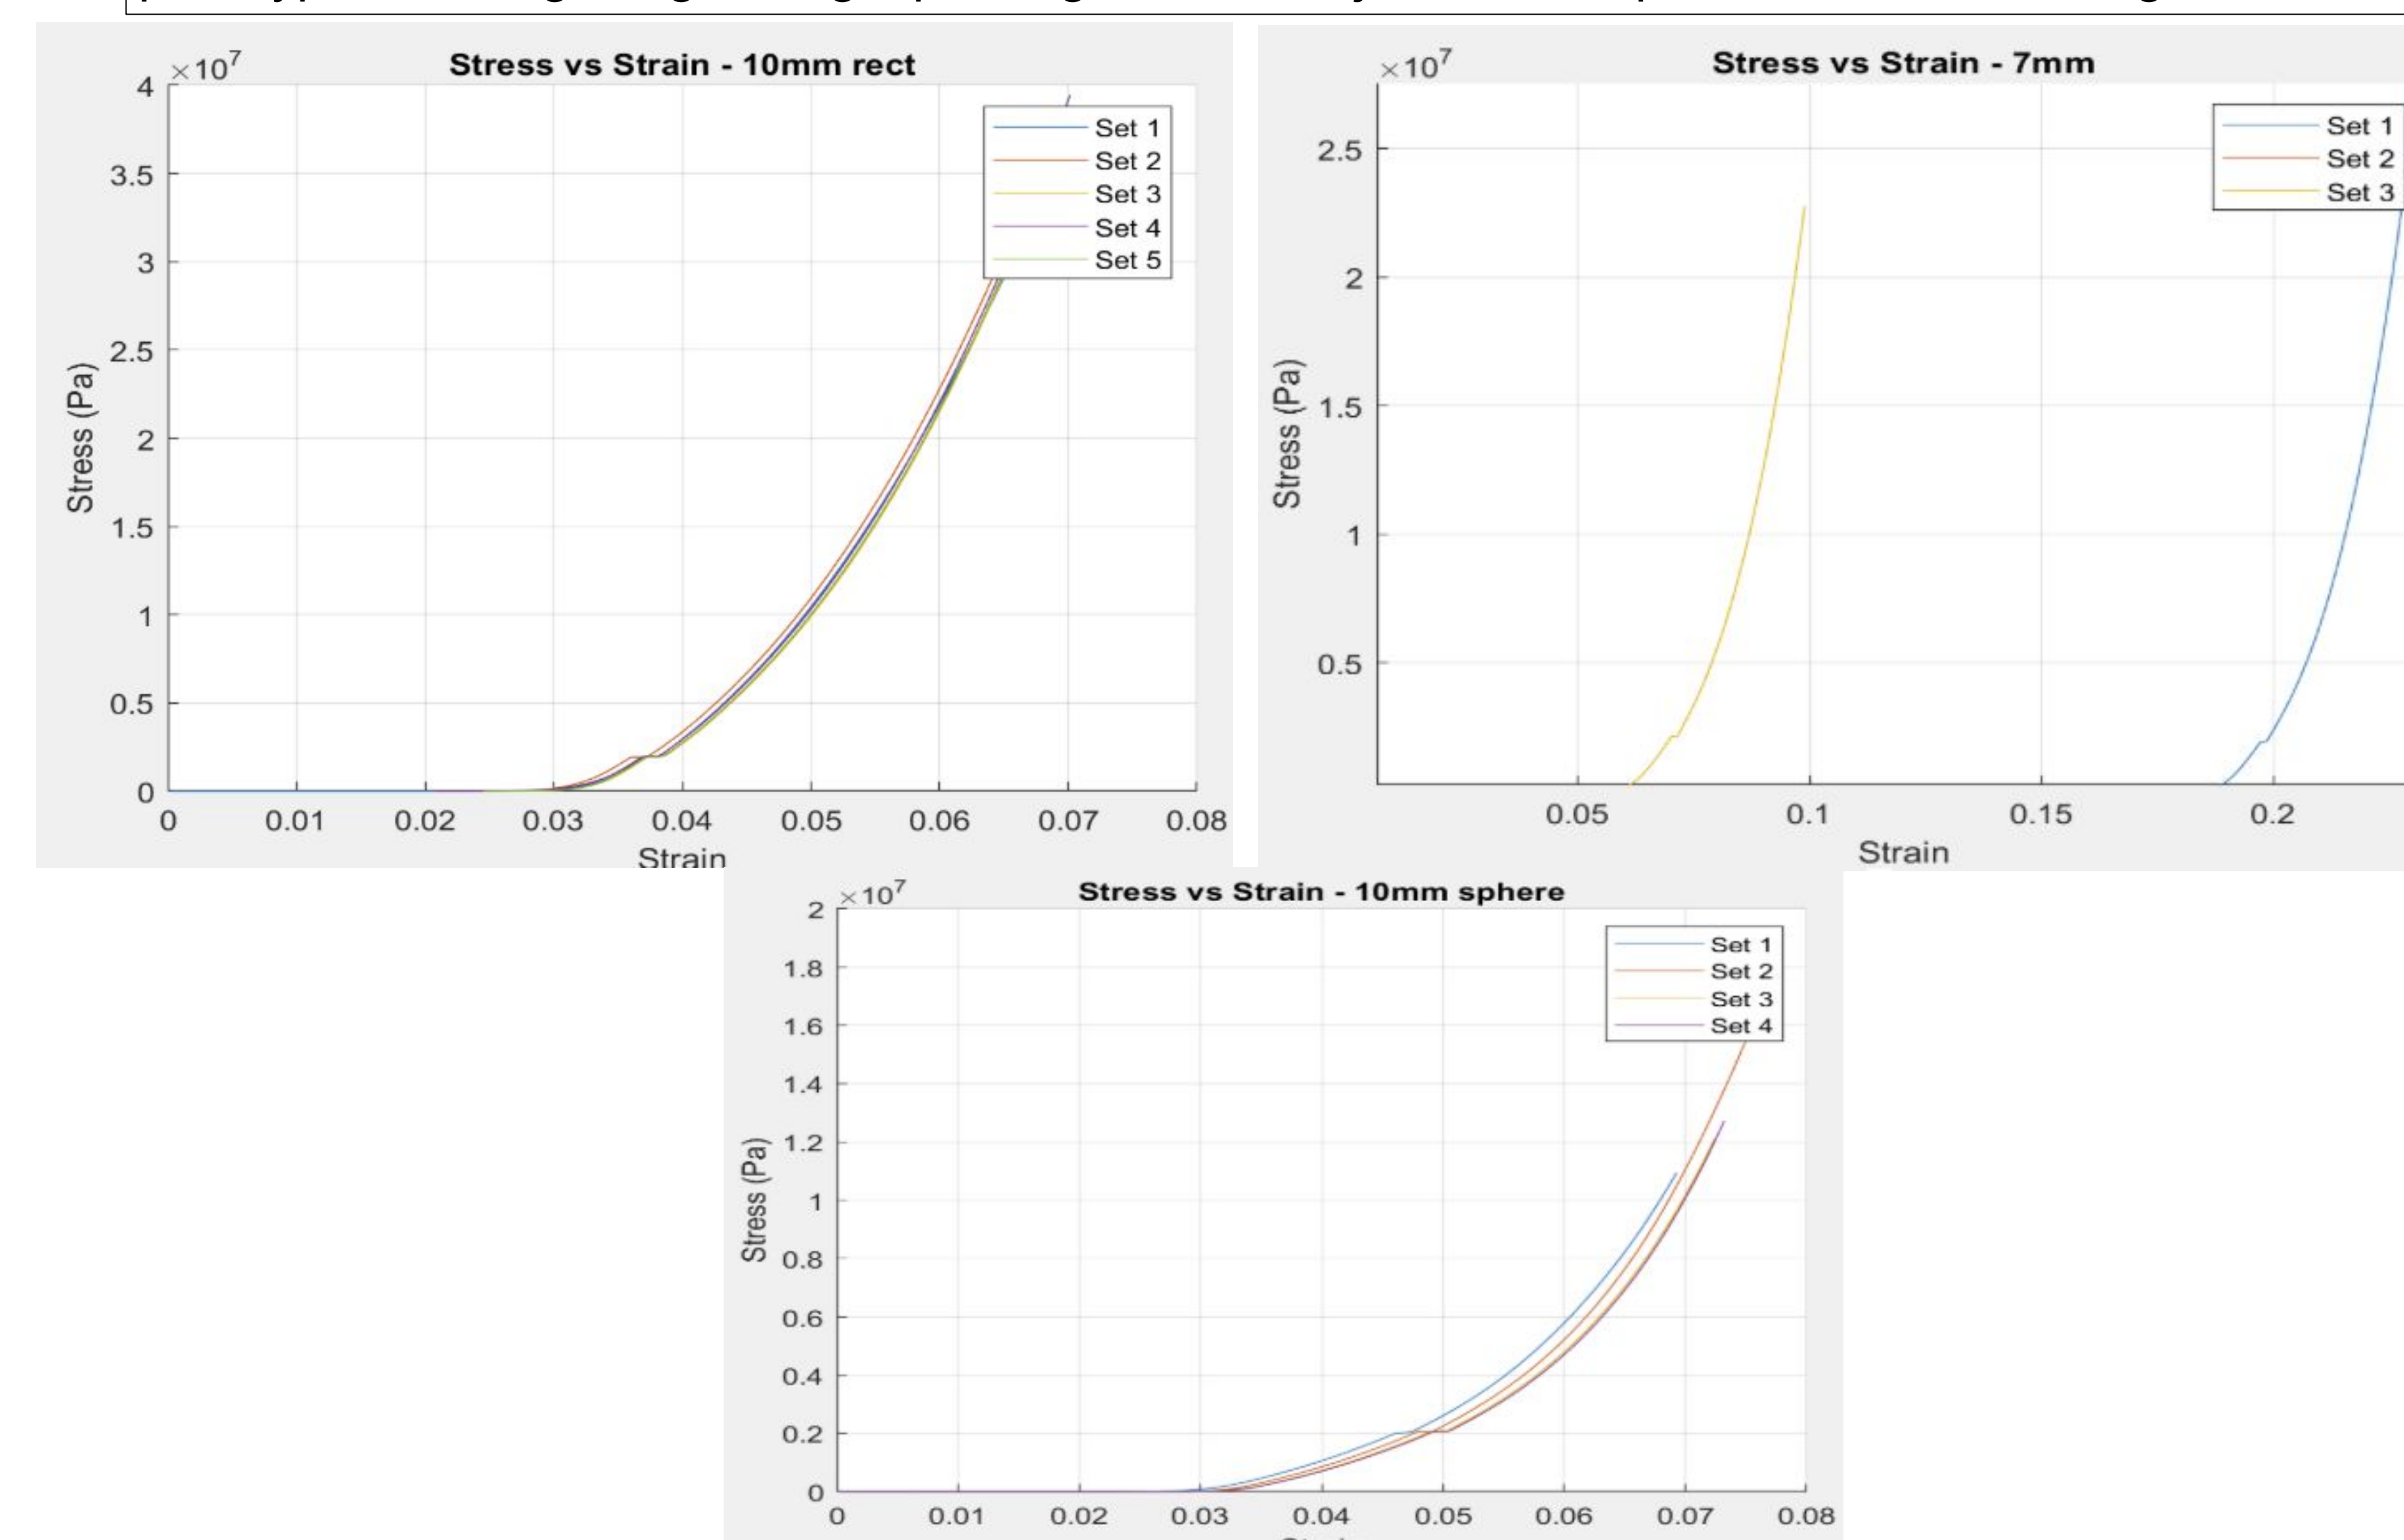 Stress vs Strain - 10mm rect
×10^7
4
3.5
3
2.5
2
1.5
1
0.5
0
Stress (Pa)
0 0.01 0.02 0.03 0.04 0.05 0.06 0.07 0.08
Strain
Set 1
Set 2
Set 3
Set 4
Set 5
Stress vs Strain - 7mm
×10^7
2.5
2
1.5
1
0.5
Stress (Pa)
0.05 0.1 0.15 0.2
Strain
Set 1
Set 2
Set 3
Stress vs Strain - 10mm sphere
×10^7
2
1.8
1.6
1.4
1.2
1
0.8
0.6
0.4
0.2
0
Stress (Pa)
0 0.01 0.02 0.03 0.04 0.05 0.06 0.07 0.08
Set 1
Set 2
Set 3
Set 4